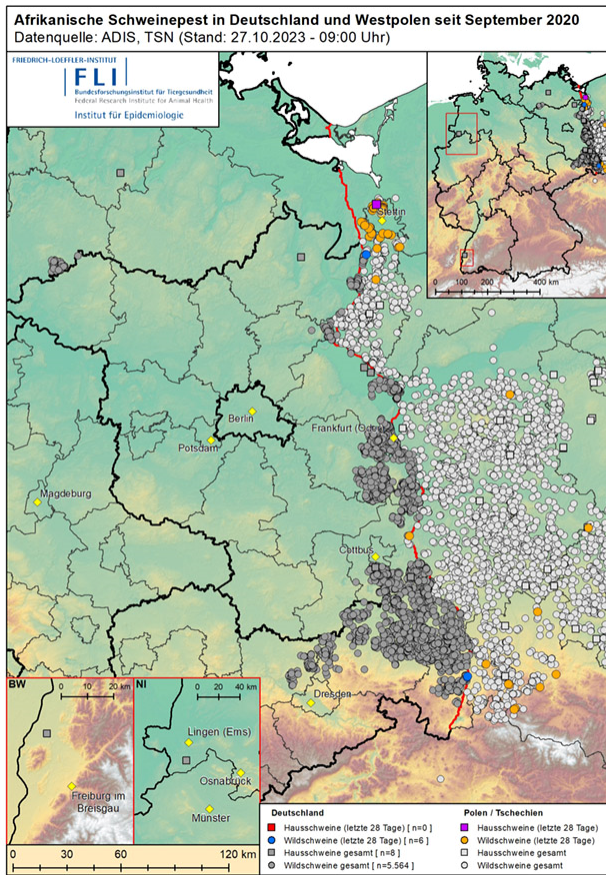 Afrikanische Schweinepest in Deutschland und Westpolen seit September 2020
Datenquelle: ADIS, TSN (Stand: 27.10.2023 - 09:00 Uhr)
FRIEDRICH-LOEFFLER-INSTITUT
FLI
Bundesforschungsinstitut für Tiergesundheit
Federal Research Institute for Animal Health
Institut für Epidemiologie
0 100 200 400 km
Stettin
Berlin
Frankfurt (Oder)
Potsdam
Magdeburg
Cottbus
Dresden
BW
0 10 20 km
Freiburg im
Breisgau
NI
0 20 40 km
Lingen (Ems)
Osnabrück
Münster
0 30 60 120 km
Deutschland
Hausschweine (letzte 28 Tage) [ n=0 ]
Wildschweine (letzte 28 Tage) [ n=6 ]
Hausschweine gesamt [ n=8 ]
Wildschweine gesamt [ n=5.564 ]
Polen / Tschechien
Hausschweine (letzte 28 Tage)
Wildschweine (letzte 28 Tage)
Hausschweine gesamt
Wildschweine gesamt